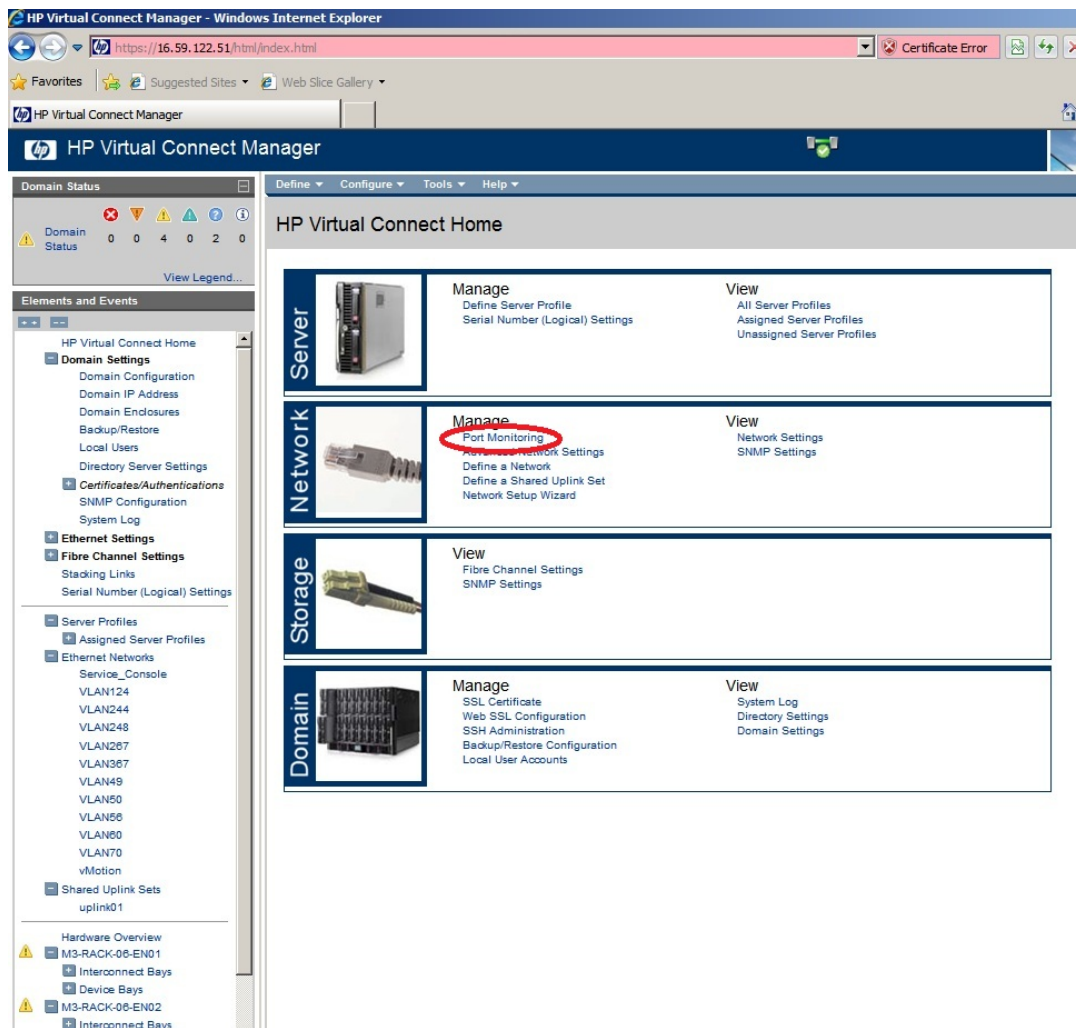 HP Virtual Connect Manager - Windows Internet Explorer
https://16.59.122.51/html/index.html
Certificate Error
Favorites
Suggested Sites
Web Slice Gallery
HP Virtual Connect Manager
HP Virtual Connect Manager
Domain Status
Domain Status 0 0 4 0 2 0
View Legend...
Elements and Events
HP Virtual Connect Home
Domain Settings
Domain Configuration
Domain IP Address
Domain Enclosures
Backup/Restore
Local Users
Directory Server Settings
Certificates/Authentications
SNMP Configuration
System Log
Ethernet Settings
Fibre Channel Settings
Stacking Links
Serial Number (Logical) Settings
Server Profiles
Assigned Server Profiles
Ethernet Networks
Service_Console
VLAN124
VLAN244
VLAN248
VLAN267
VLAN367
VLAN49
VLAN50
VLAN56
VLAN60
VLAN70
vMotion
Shared Uplink Sets
uplink01
Hardware Overview
M3-RACK-06-EN01
Interconnect Bays
Device Bays
M3-RACK-06-EN02
Interconnect Bays
Define Configure Tools Help
HP Virtual Connect Home
Server
Manage
Define Server Profile
Serial Number (Logical) Settings
View
All Server Profiles
Assigned Server Profiles
Unassigned Server Profiles
Network
Manage
Port Monitoring
Advanced Network Settings
Define a Network
Define a Shared Uplink Set
Network Setup Wizard
View
Network Settings
SNMP Settings
Storage
View
Fibre Channel Settings
SNMP Settings
Domain
Manage
SSL Certificate
Web SSL Configuration
SSH Administration
Backup/Restore Configuration
Local User Accounts
View
System Log
Directory Settings
Domain Settings